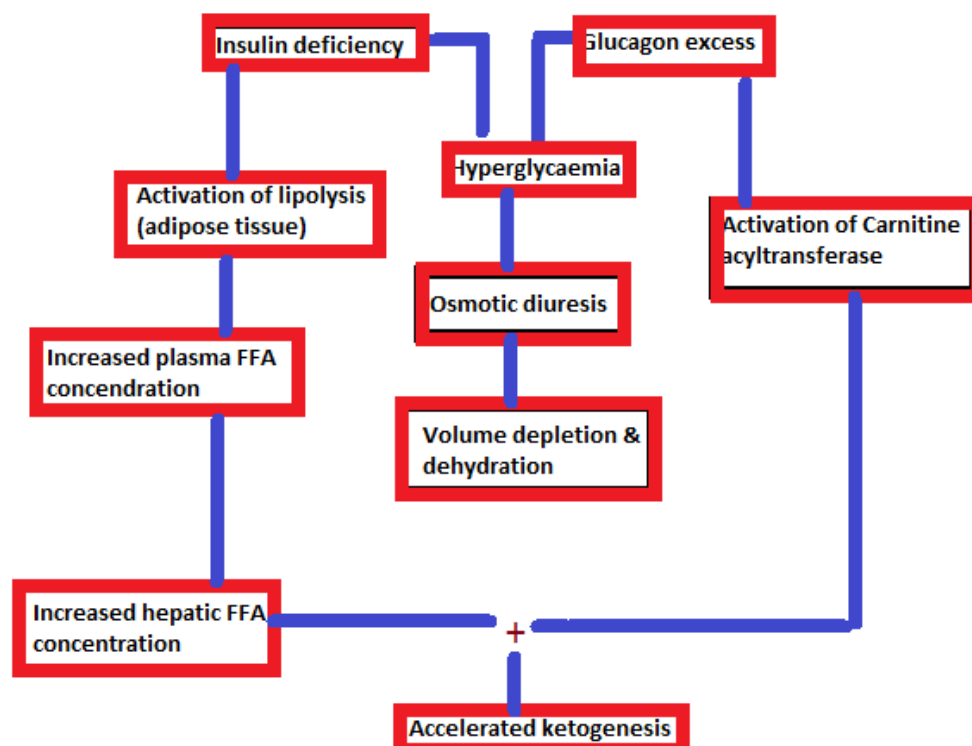 Insulin deficiency
Glucagon excess
Hyperglycaemia
Activation of lipolysis
(adipose tissue)
Activation of Carnitine
acyltransferase
Osmotic diuresis
Increased plasma FFA
concendration
Volume depletion &
dehydration
Increased hepatic FFA
concentration
+
Accelerated ketogenesis